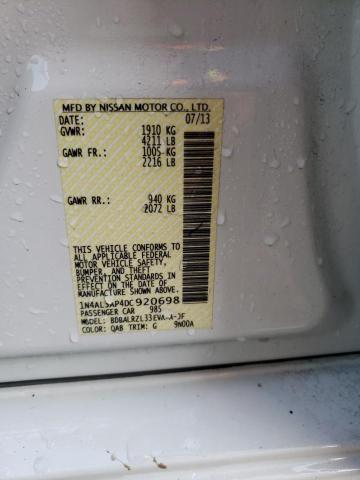 MFD BY NISSAN MOTOR CO., LTD.
DATE: 07/13
GVWR: 1910 KG
4211 LB
GAWR FR.: 1005 KG
2216 LB
GAWR RR.: 940 KG
2072 LB
THIS VEHICLE CONFORMS TO
ALL APPLICABLE FEDERAL
MOTOR VEHICLE SAFETY,
BUMPER, AND THEFT
PREVENTION STANDARDS IN
EFFECT ON THE DATE OF
MANUFACTURE SHOWN ABOVE.
1N4AL3AP4DC920698
PASSENGER CAR 985
MODEL:
COLOR: QAB TRIM: G 9N00A